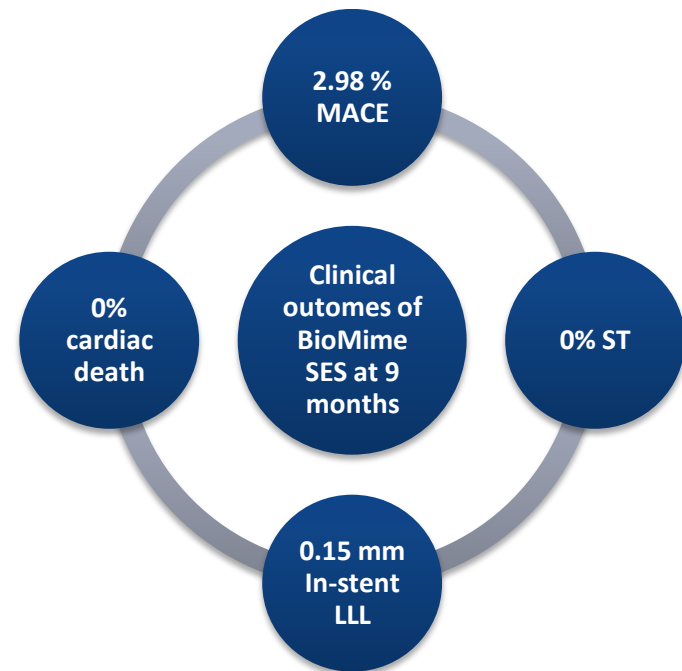 2.98 %
MACE
0%
cardiac
death
Clinical
outomes of
BioMime
SES at 9
months
0% ST
0.15 mm
In-stent
LLL